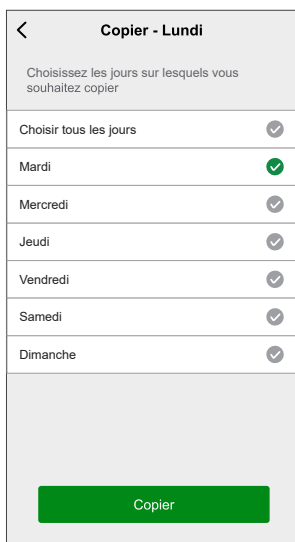 Copier - Lundi
Choisissez les jours sur lesquels vous
souhaitez copier
Choisir tous les jours
Mardi
Mercredi
Jeudi
Vendredi
Samedi
Dimanche
Copier